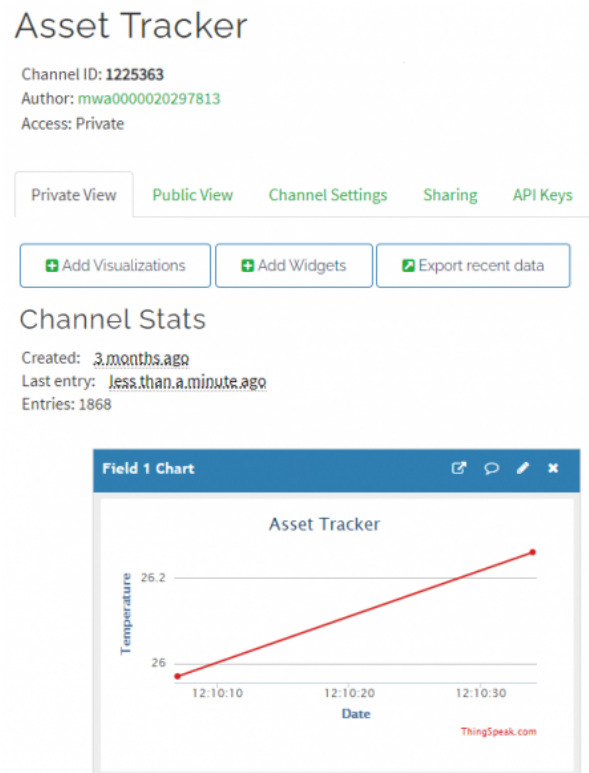 Asset Tracker
Channel ID: 1225363
Author: mwa0000020297813
Access: Private
Private View Public View Channel Settings Sharing API Keys
Add Visualizations Add Widgets Export recent data
Channel Stats
Created: 3 months ago
Last entry: less than a minute ago
Entries: 1868
Field 1 Chart
Asset Tracker
Temperature
26.2
26
12:10:10 12:10:20 12:10:30
Date
ThingSpeak.com